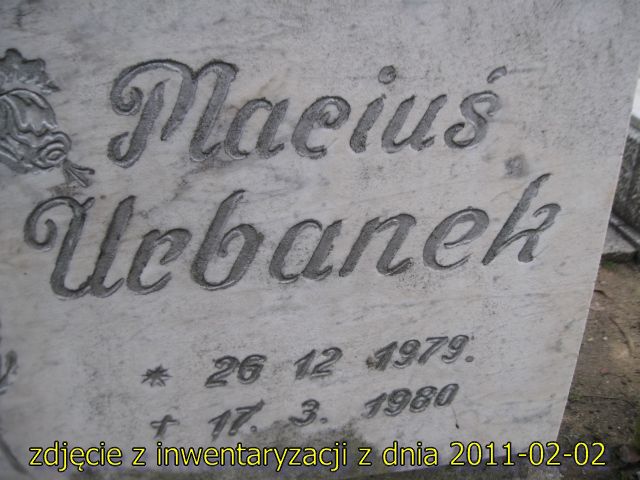 Maciuś
Urbanek
* 26 12 1979.
+ 17. 3. 1980
zdjęcie z inwentaryzacji z dnia 2011-02-02